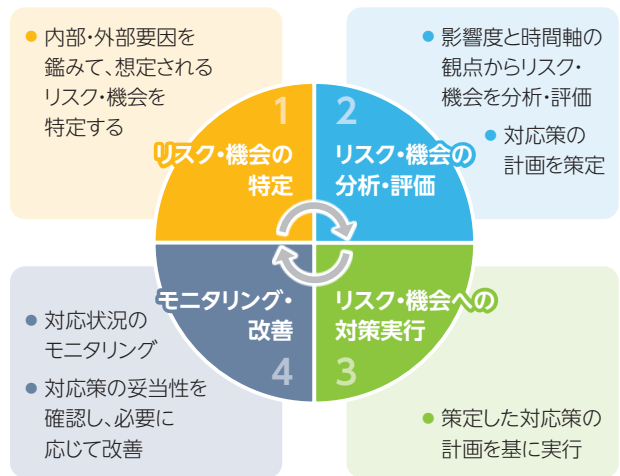 ● 内部・外部要因を
鑑みて、想定される
リスク・機会を
特定する
1
リスク・機会の
特定
● 影響度と時間軸の
観点からリスク・
機会を分析・評価
● 対応策の
計画を策定
2
リスク・機会の
分析・評価
リスク・機会への
対策実行
3
● 策定した対応策の
計画を基に実行
モニタリング・
改善
4
● 対応状況の
モニタリング
● 対応策の妥当性を
確認し、必要に
応じて改善